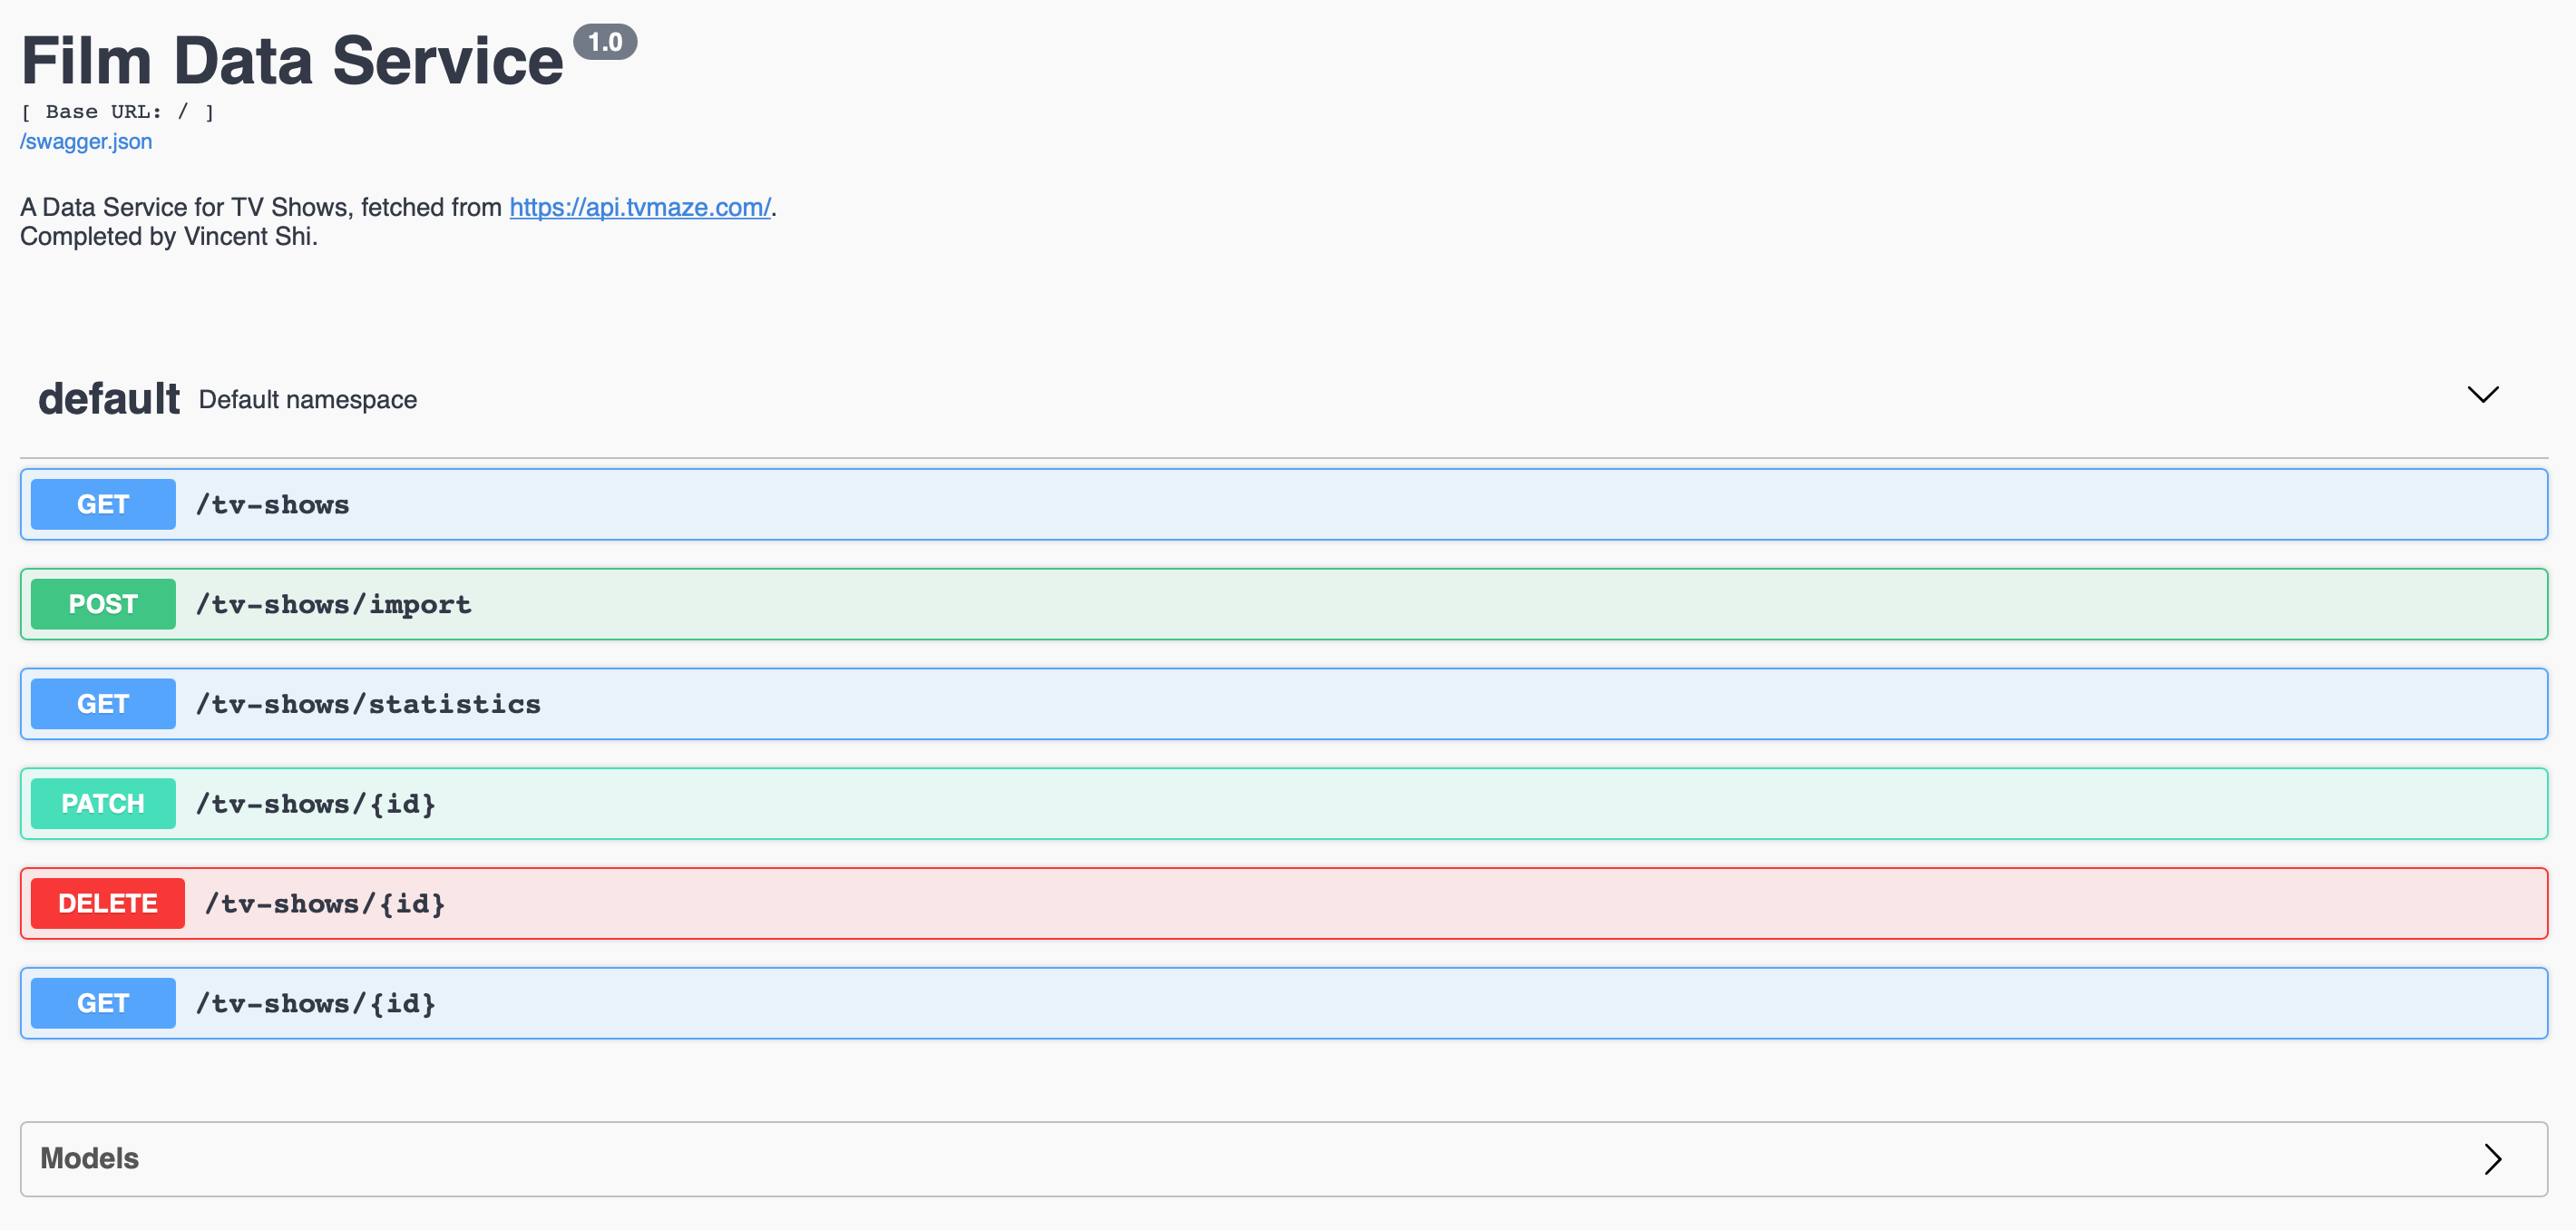 Film Data Service 1.0
[ Base URL: / ]
/swagger.json
A Data Service for TV Shows, fetched from https://api.tvmaze.com/.
Completed by Vincent Shi.
default Default namespace
GET /tv-shows
POST /tv-shows/import
GET /tv-shows/statistics
PATCH /tv-shows/{id}
DELETE /tv-shows/{id}
GET /tv-shows/{id}
Models